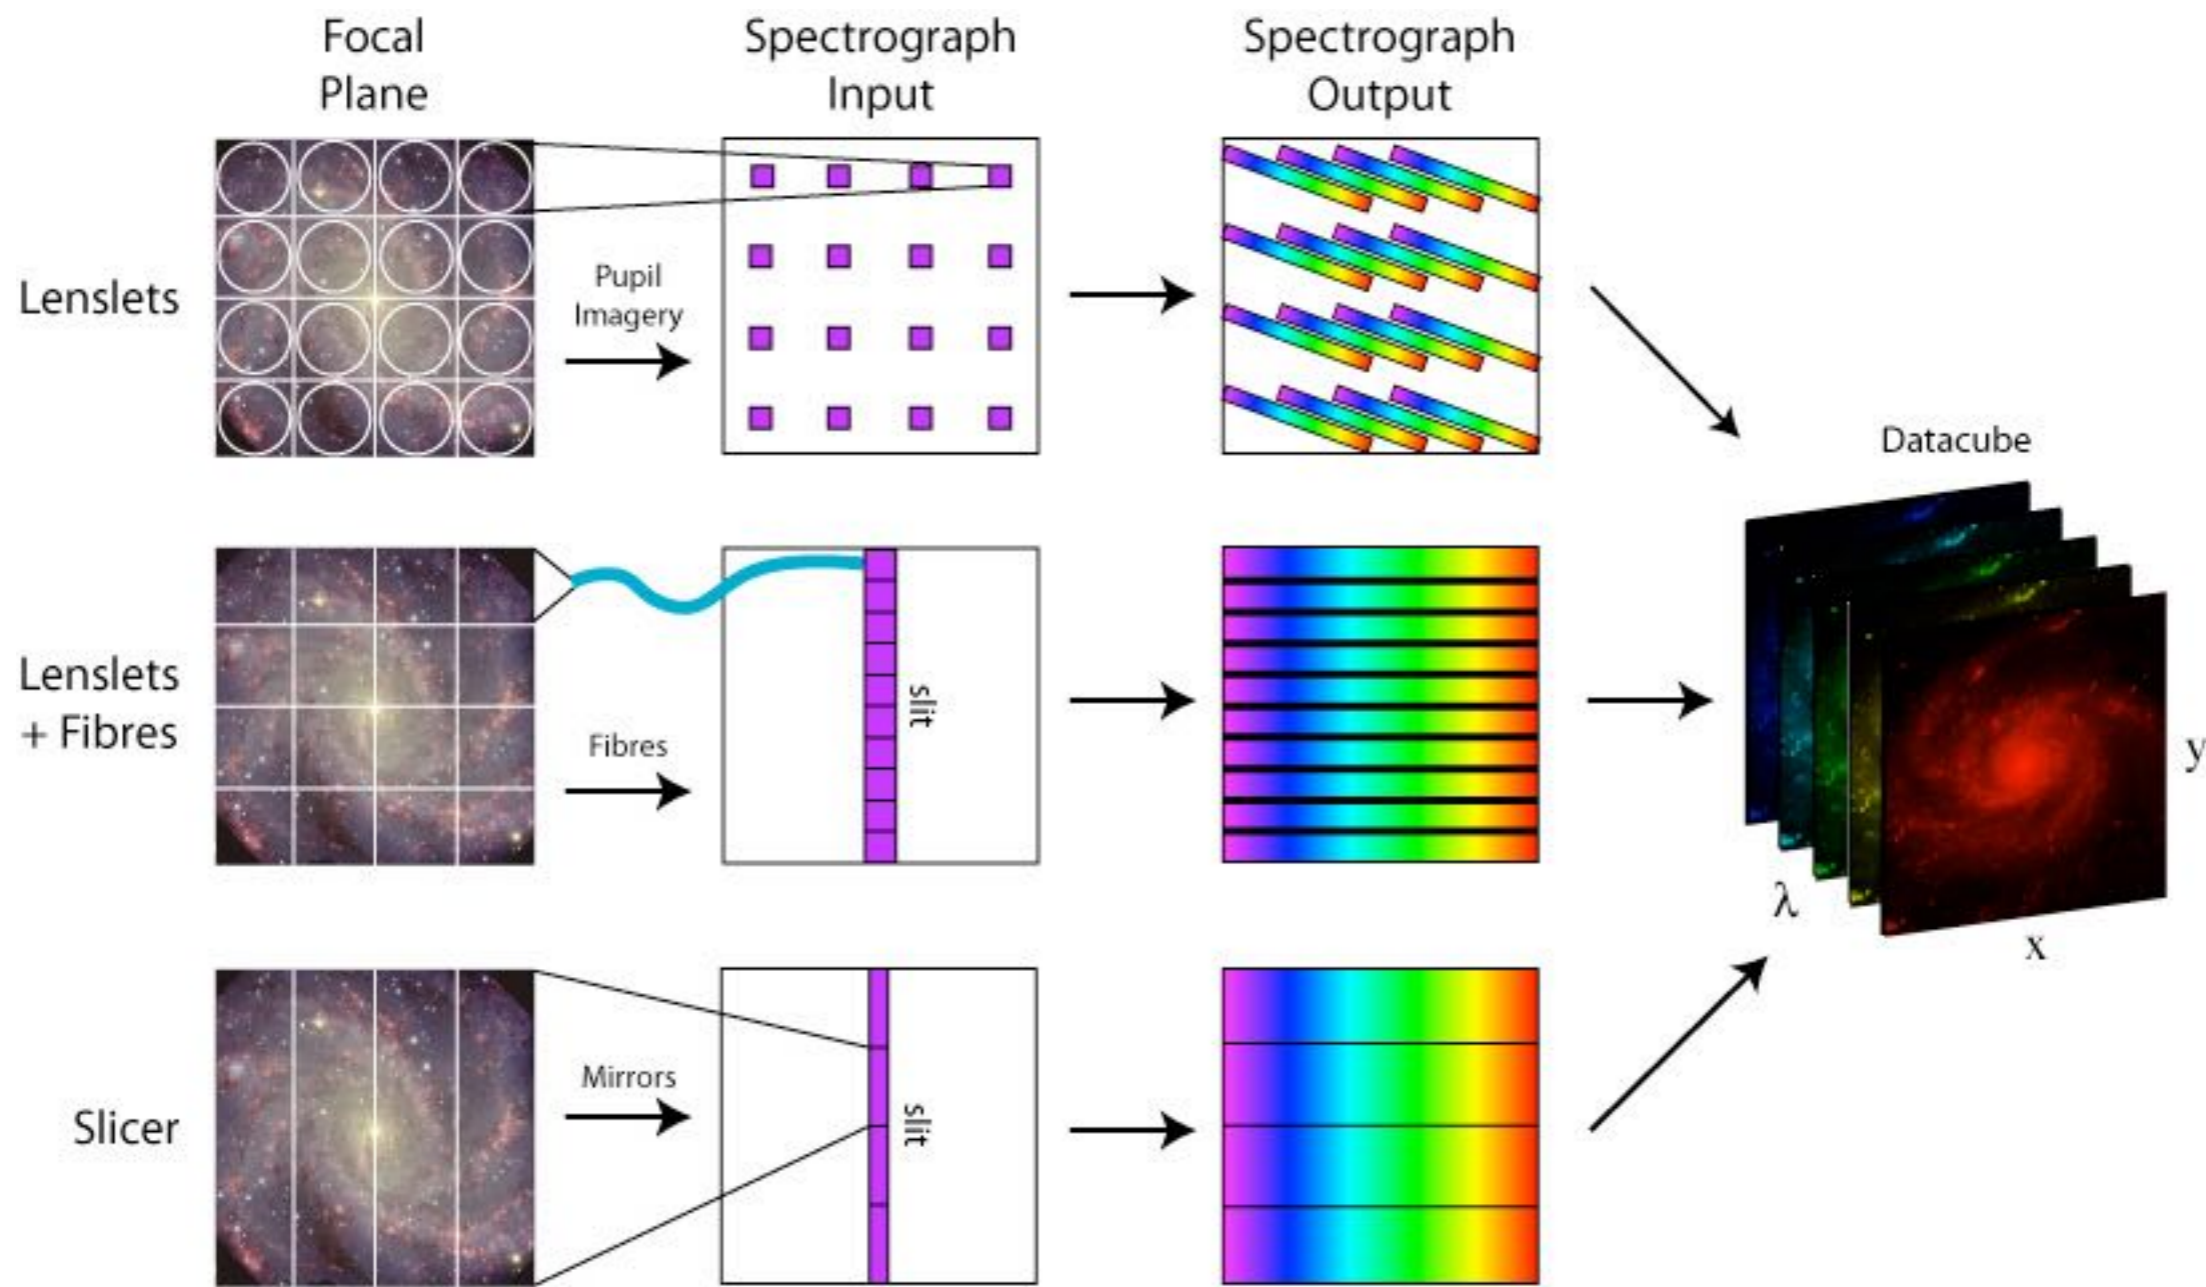 Focal
Plane
Spectrograph
Input
Spectrograph
Output
Lenslets
Pupil
Imagery
Datacube
Lenslets
+ Fibres
Fibres
slit
y
λ
x
Slicer
Mirrors
slit